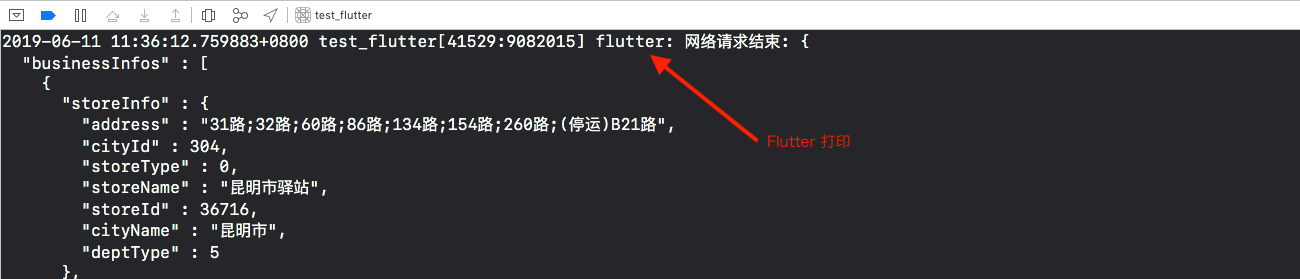 test_flutter
2019-06-11 11:36:12.759883+0800 test_flutter[41529:9082015] flutter: 网络请求结束: {
"businessInfos" : [
{
"storeInfo" : {
"address" : "31路;32路;60路;86路;134路;154路;260路;(停运)B21路",
"cityId" : 304,
Flutter 打印
"storeType" : 0,
"storeName" : "昆明市驿站",
"storeId" : 36716,
"cityName" : "昆明市",
"deptType" : 5
},